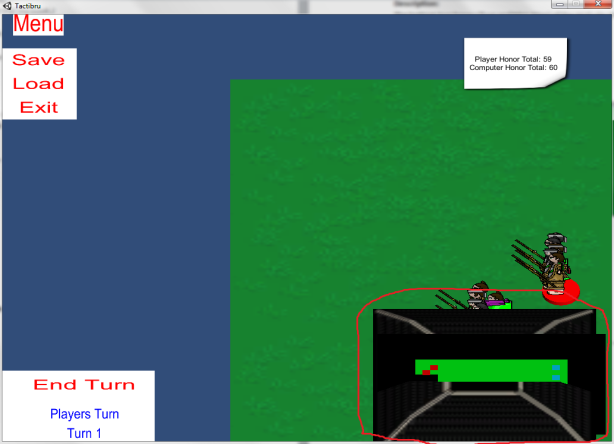 Tactibru
Menu
Save
Load
Exit
Player Honor Total: 59
Computer Honor Total: 60
End Turn
Players Turn
Turn 1